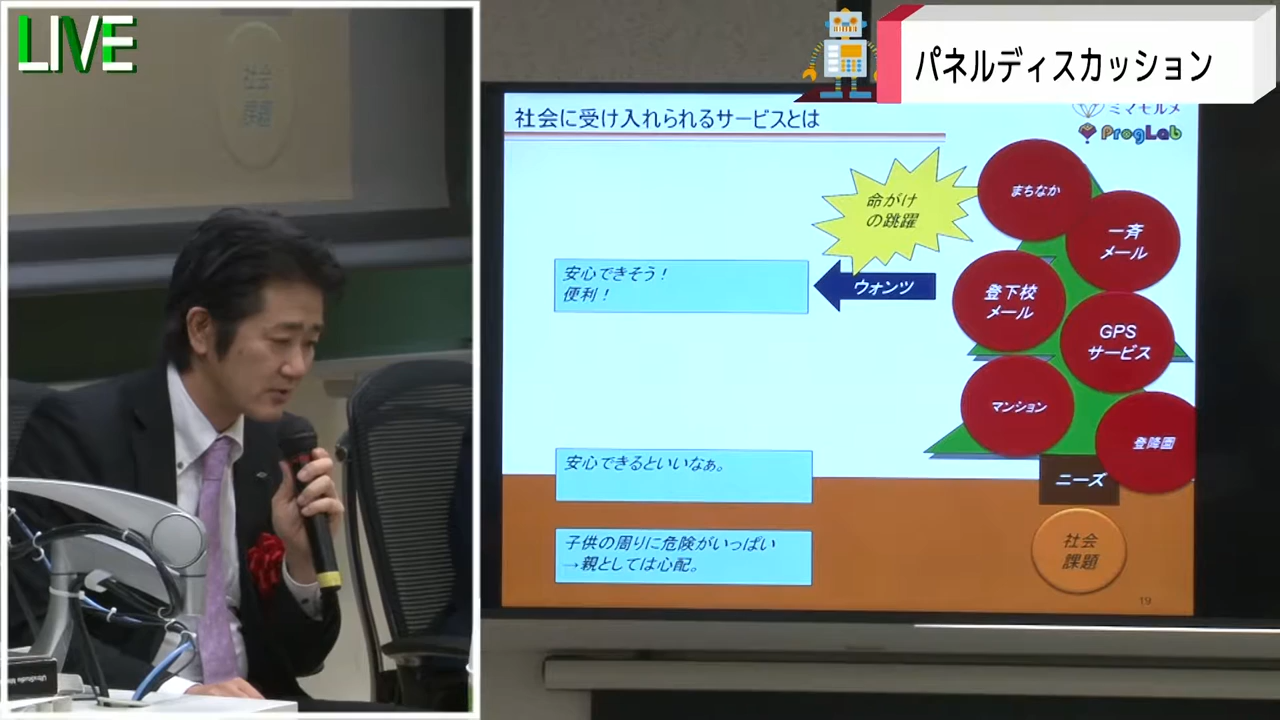 LIVE
社会
課題
パネルディスカッション
社会に受け入れられるサービスとは
ミマモルメ
ProgLab
命がけ
の跳躍
まちなか
一斉
メール
安心できそう！
便利！
ウォンツ
登下校
メール
GPS
サービス
マンション
登降園
安心できるといいなぁ。
ニーズ
子供の周りに危険がいっぱい
→親としては心配。
社会
課題
19